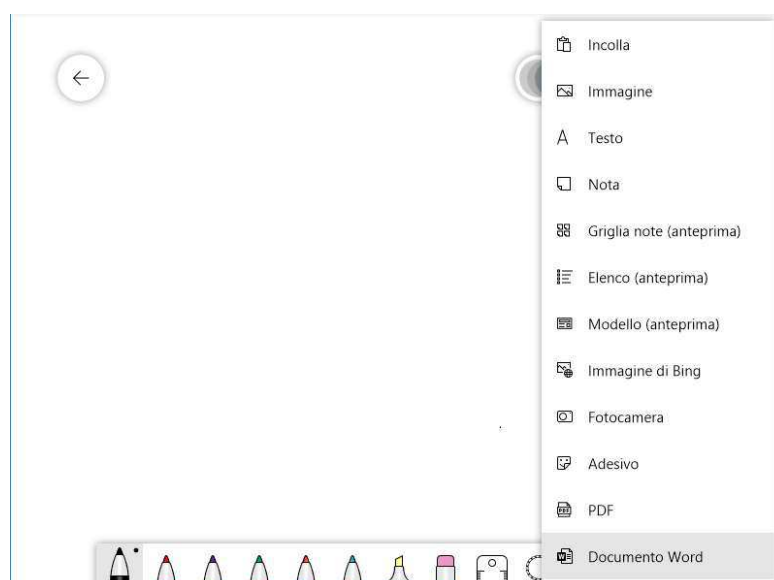 Incolla
Immagine
Testo
Nota
Griglia note (anteprima)
Elenco (anteprima)
Modello (anteprima)
Immagine di Bing
Fotocamera
Adesivo
PDF
Documento Word